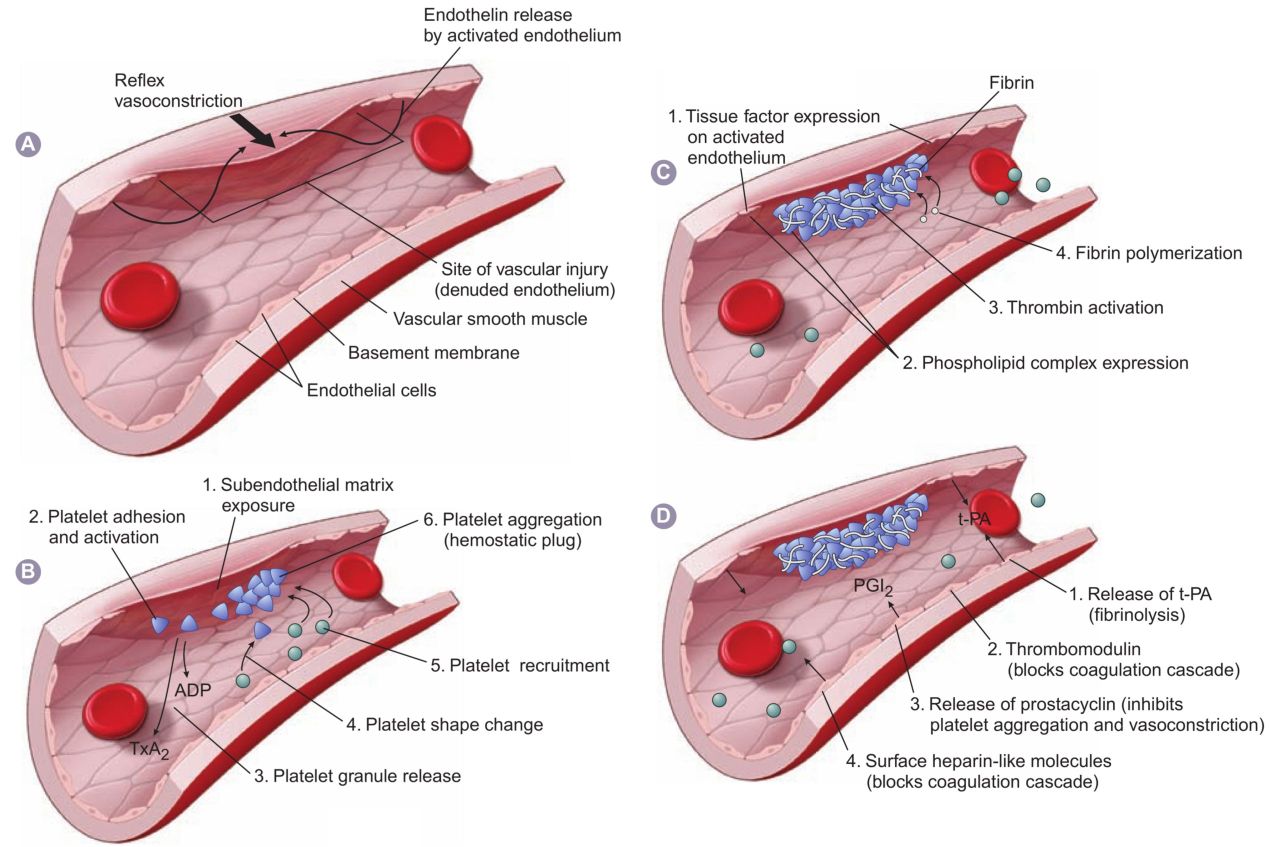 A
Endothelin release
by activated endothelium
Reflex
vasoconstriction
Site of vascular injury
(denuded endothelium)
Vascular smooth muscle
Basement membrane
Endothelial cells
B
1. Subendothelial matrix
exposure
2. Platelet adhesion
and activation
6. Platelet aggregation
(hemostatic plug)
5. Platelet recruitment
ADP
4. Platelet shape change
TxA2
3. Platelet granule release
C
Fibrin
1. Tissue factor expression
on activated
endothelium
4. Fibrin polymerization
3. Thrombin activation
2. Phospholipid complex expression
D
t-PA
PGI2
1. Release of t-PA
(fibrinolysis)
2. Thrombomodulin
(blocks coagulation cascade)
3. Release of prostacyclin (inhibits
platelet aggregation and vasoconstriction)
4. Surface heparin-like molecules
(blocks coagulation cascade)